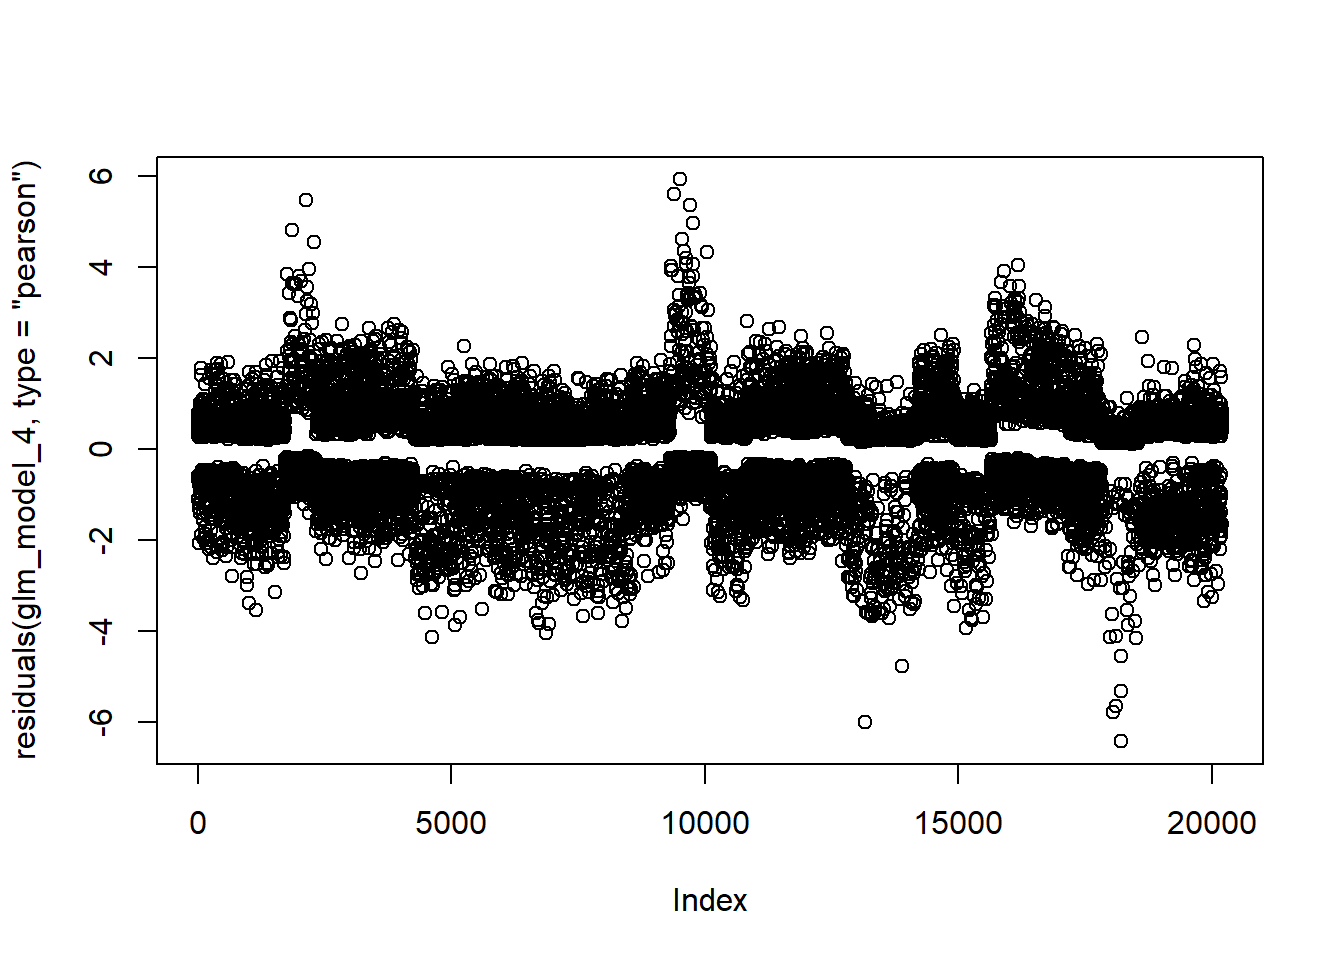 residuals(glm_model_4, type = "pearson")
6
4
2
0
-2
-4
-6
0 5000 10000 15000 20000
Index